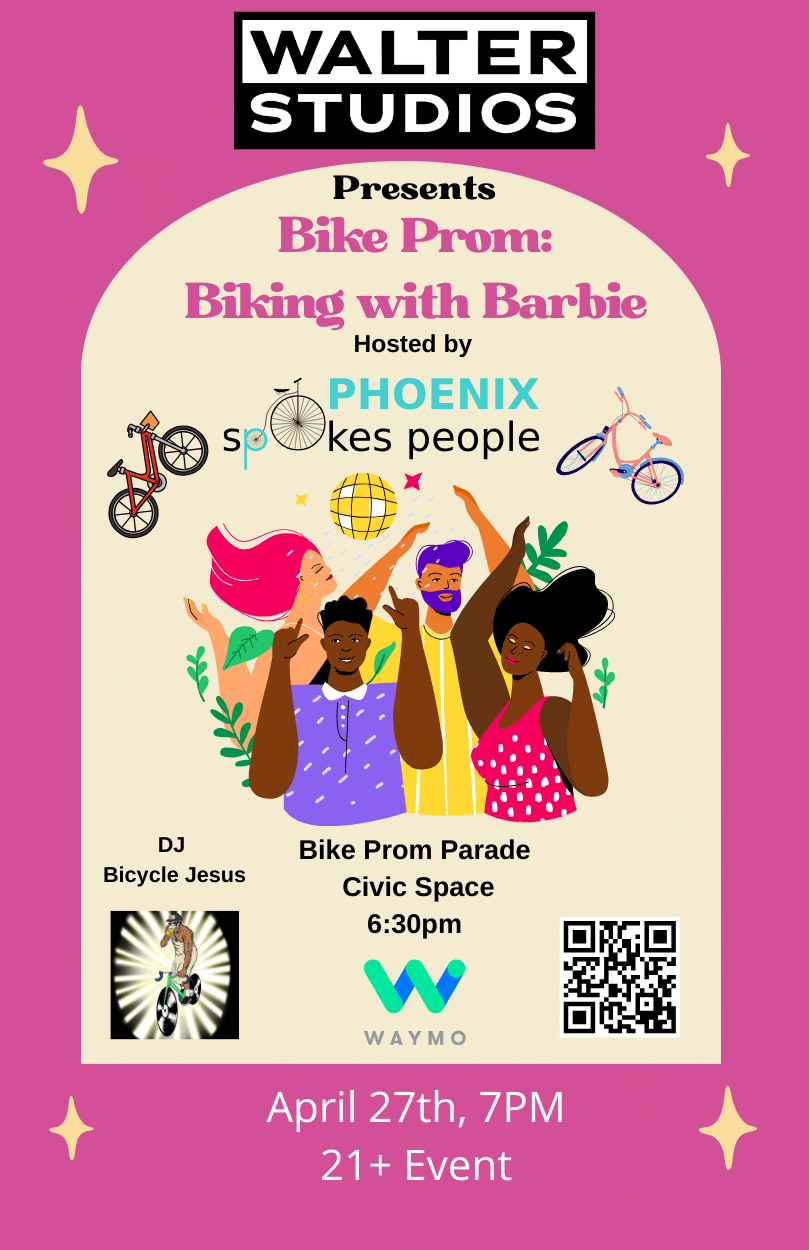 WALTER
STUDIOS
Presents
Bike Prom:
Biking with Barbie
Hosted by
PHOENIX
spokes people
DJ
Bicycle Jesus
Bike Prom Parade
Civic Space
6:30pm
WAYMO
April 27th, 7PM
21+ Event